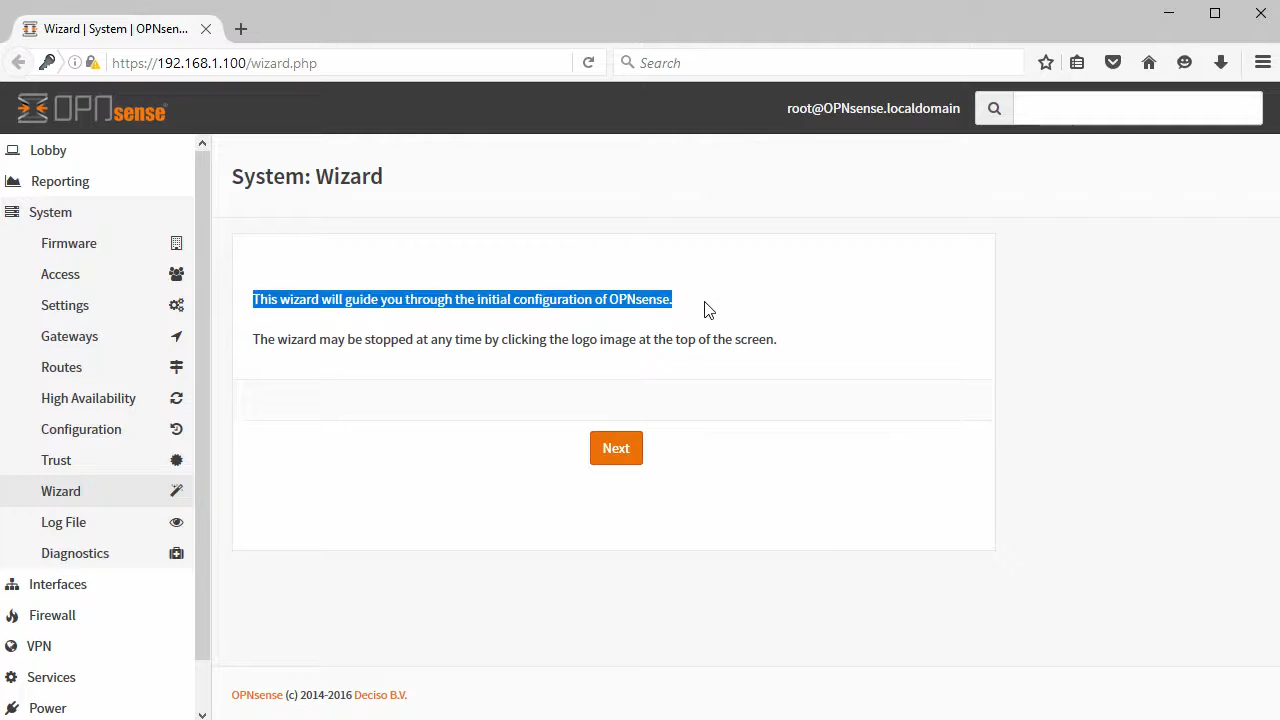 Wizard | System | OPNsen...
https://192.168.1.100/wizard.php
Search
OPNsense
root@OPNsense.localdomain
Lobby
Reporting
System
Firmware
Access
Settings
Gateways
Routes
High Availability
Configuration
Trust
Wizard
Log File
Diagnostics
Interfaces
Firewall
VPN
Services
Power
System: Wizard
This wizard will guide you through the initial configuration of OPNsense.
The wizard may be stopped at any time by clicking the logo image at the top of the screen.
Next
OPNsense (c) 2014-2016 Deciso B.V.